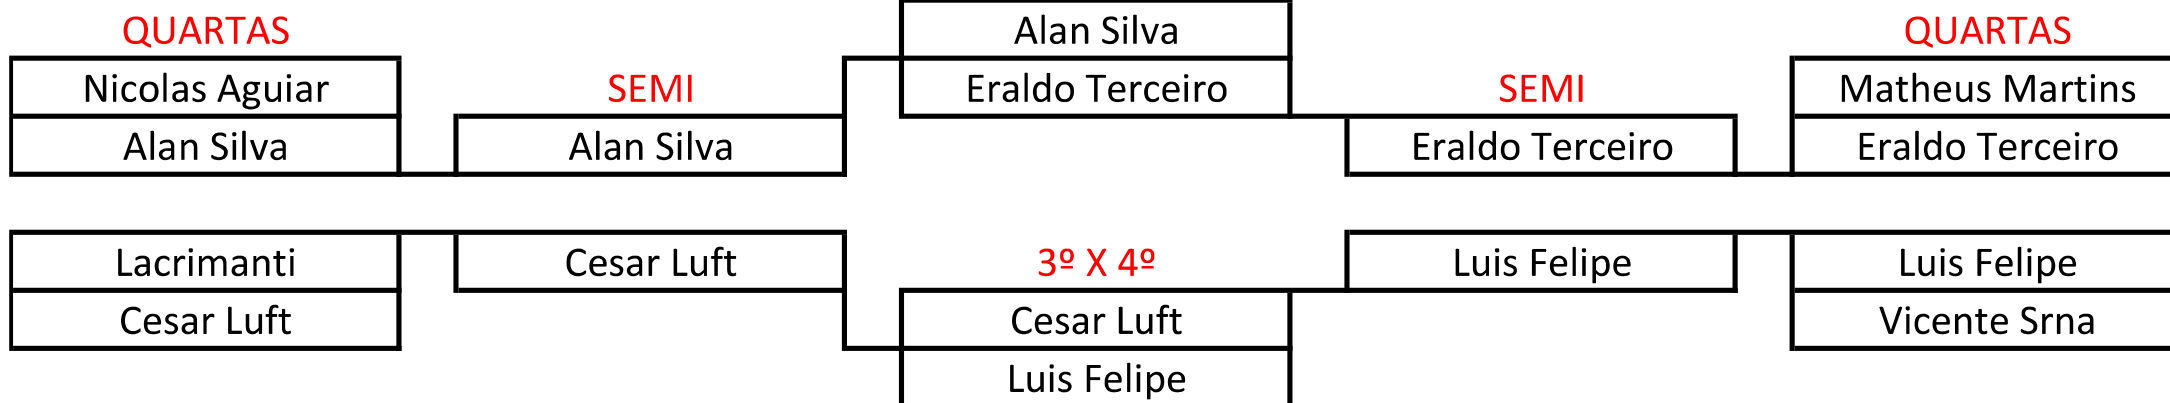 Alan Silva
QUARTAS
QUARTAS
Nicolas Aguiar
SEMI
Eraldo Terceiro
SEMI
Matheus Martins
Alan Silva
Alan Silva
Eraldo Terceiro
Eraldo Terceiro
Lacrimanti
Cesar Luft
3º X 4º
Luis Felipe
Luis Felipe
Cesar Luft
Cesar Luft
Vicente Srna
Luis Felipe